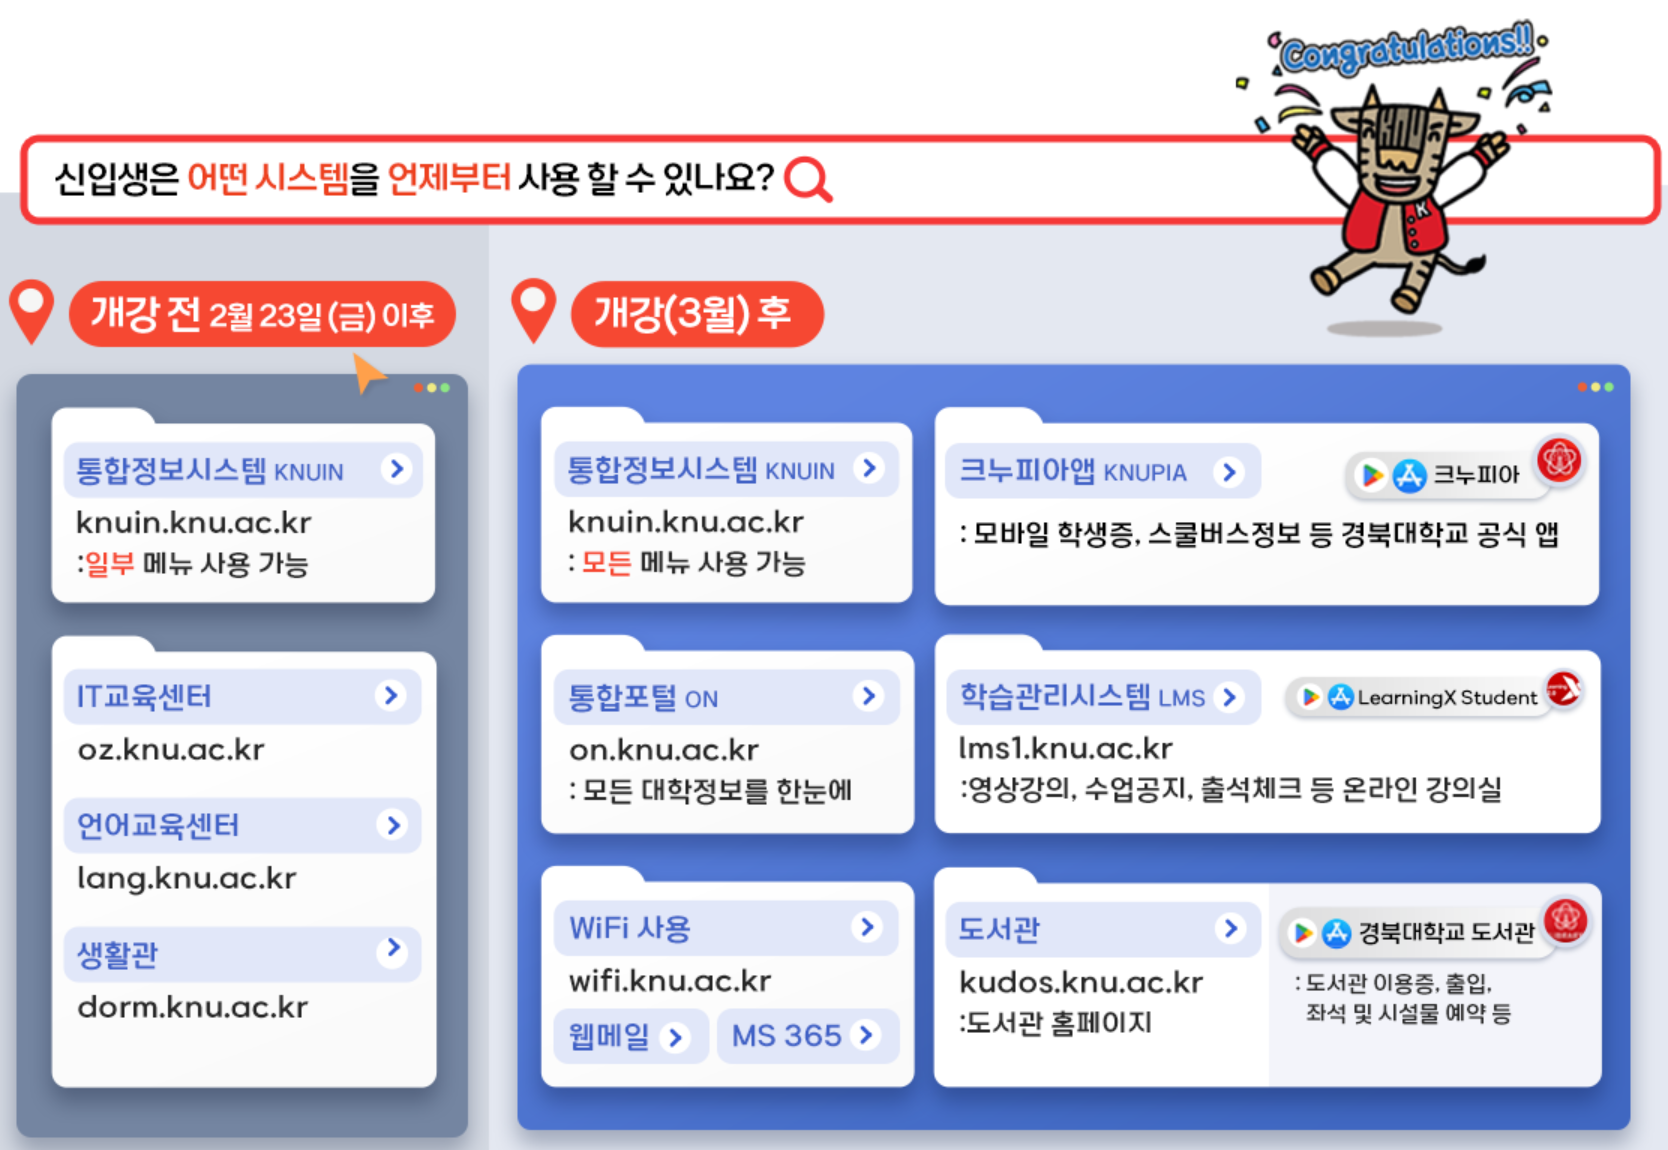 Congratulations!!
신입생은 어떤 시스템을 언제부터 사용 할 수 있나요?
K
개강 전 2월 23일 (금) 이후
통합정보시스템 KNUIN
knuin.knu.ac.kr
:일부 메뉴 사용 가능
IT교육센터
oz.knu.ac.kr
언어교육센터
lang.knu.ac.kr
생활관
dorm.knu.ac.kr
개강(3월) 후
통합정보시스템 KNUIN
knuin.knu.ac.kr
: 모든 메뉴 사용 가능
크누피아앱 KNUPIA
크누피아
: 모바일 학생증, 스쿨버스정보 등 경북대학교 공식 앱
통합포털 ON
on.knu.ac.kr
: 모든 대학정보를 한눈에
학습관리시스템 LMS
LearningX Student
lms1.knu.ac.kr
:영상강의, 수업공지, 출석체크 등 온라인 강의실
WiFi 사용
wifi.knu.ac.kr
웹메일
MS 365
도서관
kudos.knu.ac.kr
:도서관 홈페이지
경북대학교 도서관
: 도서관 이용증, 출입,
좌석 및 시설물 예약 등